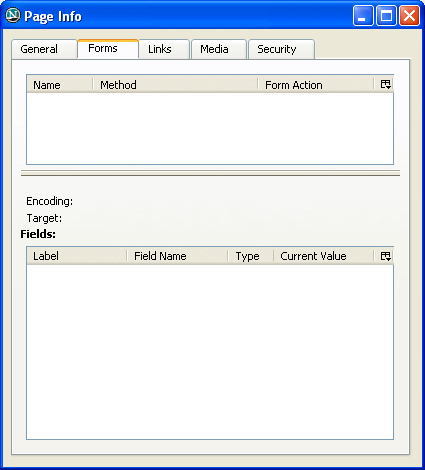 Page Info
General Forms Links Media Security
Name Method Form Action
Encoding:
Target:
Fields:
Label Field Name Type Current Value